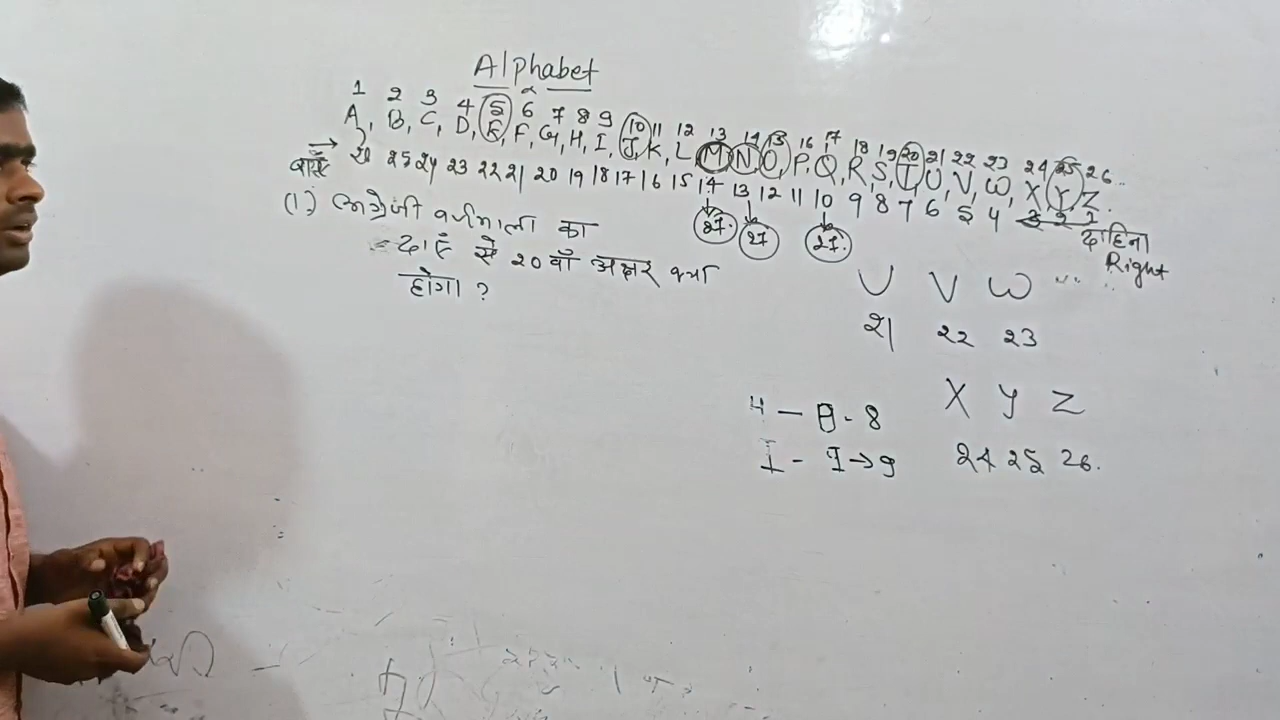 Alphabet
1 2 3 4 5 6 7 8 9 10 11 12 13 14 15 16 17 18 19 20 21 22 23 24 25 26
A, B, C, D, E, F, G, H, I, J, K, L, M, N, O, P, Q, R, S, T, U, V, W, X, Y, Z.
26 25 24 23 22 21 20 19 18 17 16 15 14 13 12 11 10 9 8 7 6 5 4 3 2 1
27. 27 27.
दाहिना
Right
(1) अंग्रेजी वर्णमाला का
दाएँ से 20 वाँ अक्षर क्या
होगा ?
U V W
21 22 23
X Y Z
24 25 26.
H - 8
I - I → 9